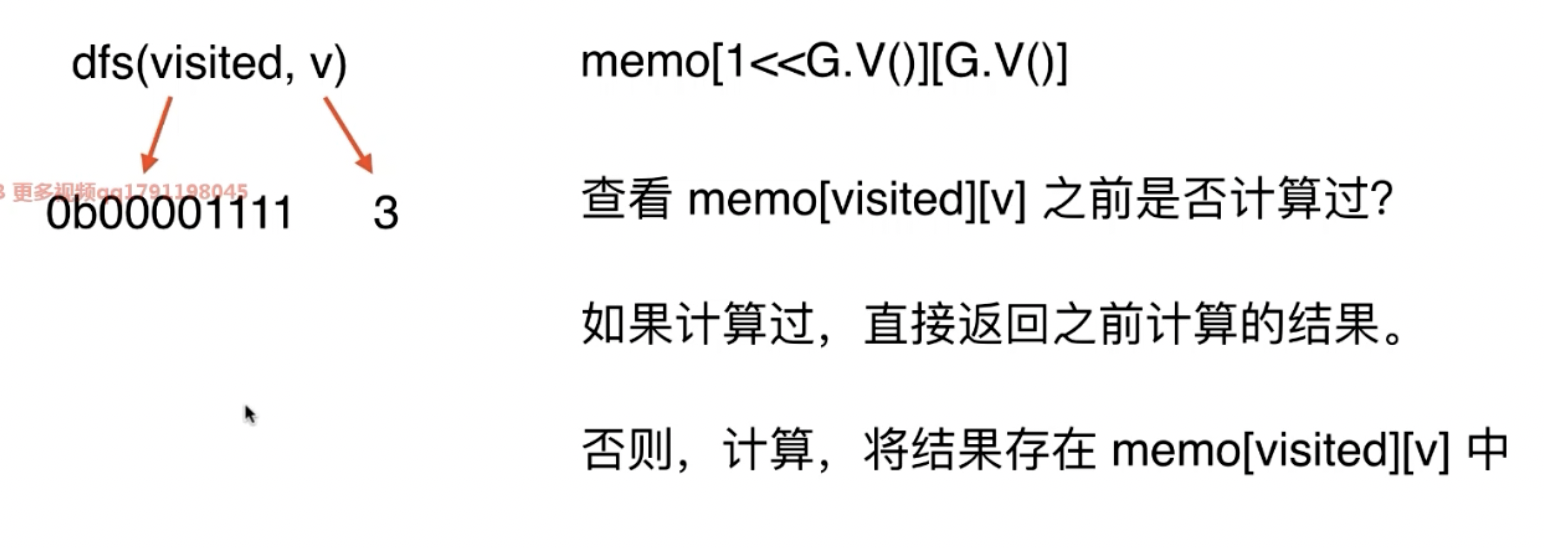 dfs(visited, v)
memo[1<<G.V()][G.V()]
3 更多视频qq1791198045
0b00001111 3
查看 memo[visited][v] 之前是否计算过?
如果计算过，直接返回之前计算的结果。
否则，计算，将结果存在 memo[visited][v] 中